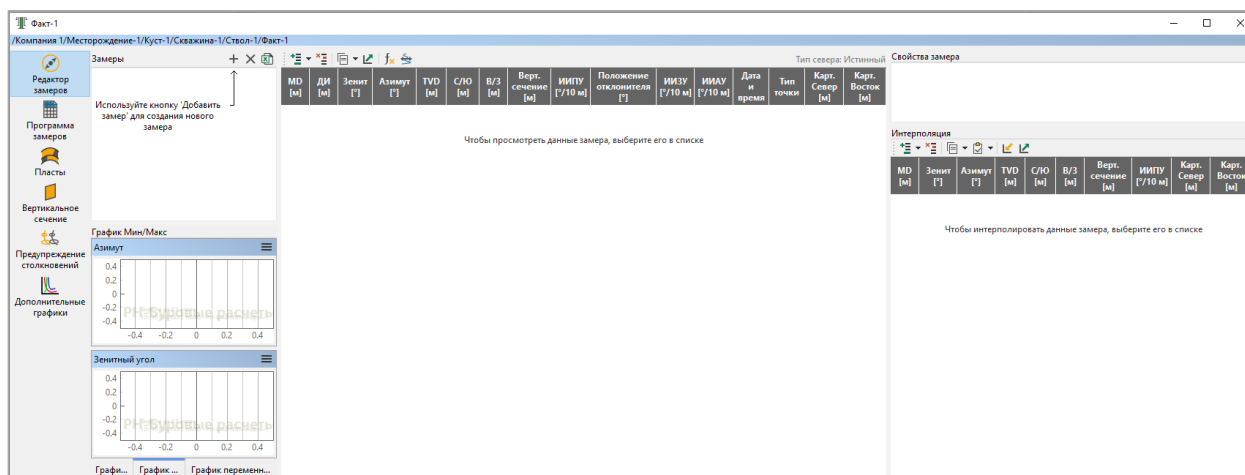 Факт-1
/Компания 1/Месторождение-1/Куст-1/Скважина-1/Ствол-1/Факт-1
Редактор
замеров
Программа
замеров
Пласты
Вертикальное
сечение
Предупреждение
столкновений
Дополнительные
графики
Замеры
Используйте кнопку 'Добавить
замер' для создания нового
замера
График Мин/Макс
Азимут
0.4
0.2
0
-0.2
-0.4
РН-Буровые расчеты
-0.4 -0.2 0 0.2 0.4
Зенитный угол
0.4
0.2
0
-0.2
-0.4
РН-Буровые расчеты
-0.4 -0.2 0 0.2 0.4
Графи... График ... График переменн...
Тип севера: Истинный
MD [м] ДИ [м] Зенит [°] Азимут [°] TVD [м] С/Ю [м] В/З [м] Верт. сечение [м] ИИПУ [°/10 м] Положение отклонителя [°] ИИЗУ [°/10 м] ИИАУ [°/10 м] Дата и время Тип точки Карт. Север [м] Карт. Восток [м]
Чтобы просмотреть данные замера, выберите его в списке
Свойства замера
Интерполяция
MD [м] Зенит [°] Азимут [°] TVD [м] С/Ю [м] В/З [м] Верт. сечение [м] ИИПУ [°/10 м] Карт. Север [м] Карт. Восток [м]
Чтобы интерполировать данные замера, выберите его в списке